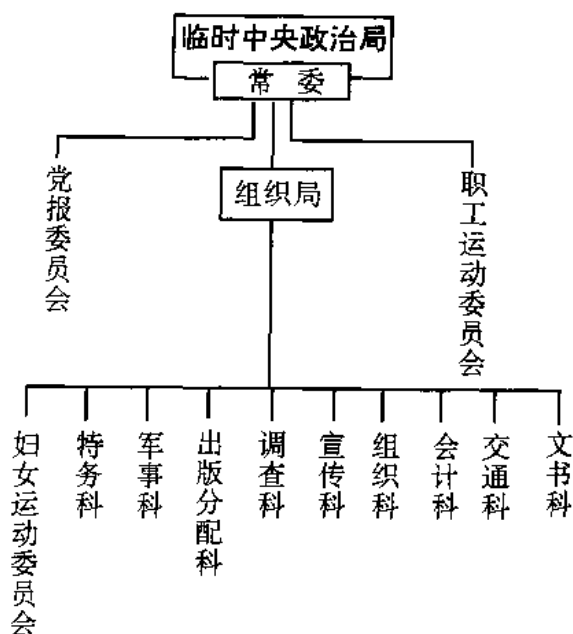 临时中央政治局
常 委
党报委员会
组织局
职工运动委员会
妇女运动委员会
特务科
军事科
出版分配科
调查科
宣传科
组织科
会计科
交通科
文书科